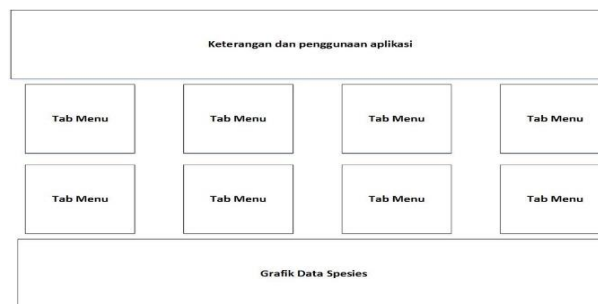 Keterangan dan penggunaan aplikasi
Tab Menu Tab Menu Tab Menu Tab Menu
Tab Menu Tab Menu Tab Menu Tab Menu
Grafik Data Spesies